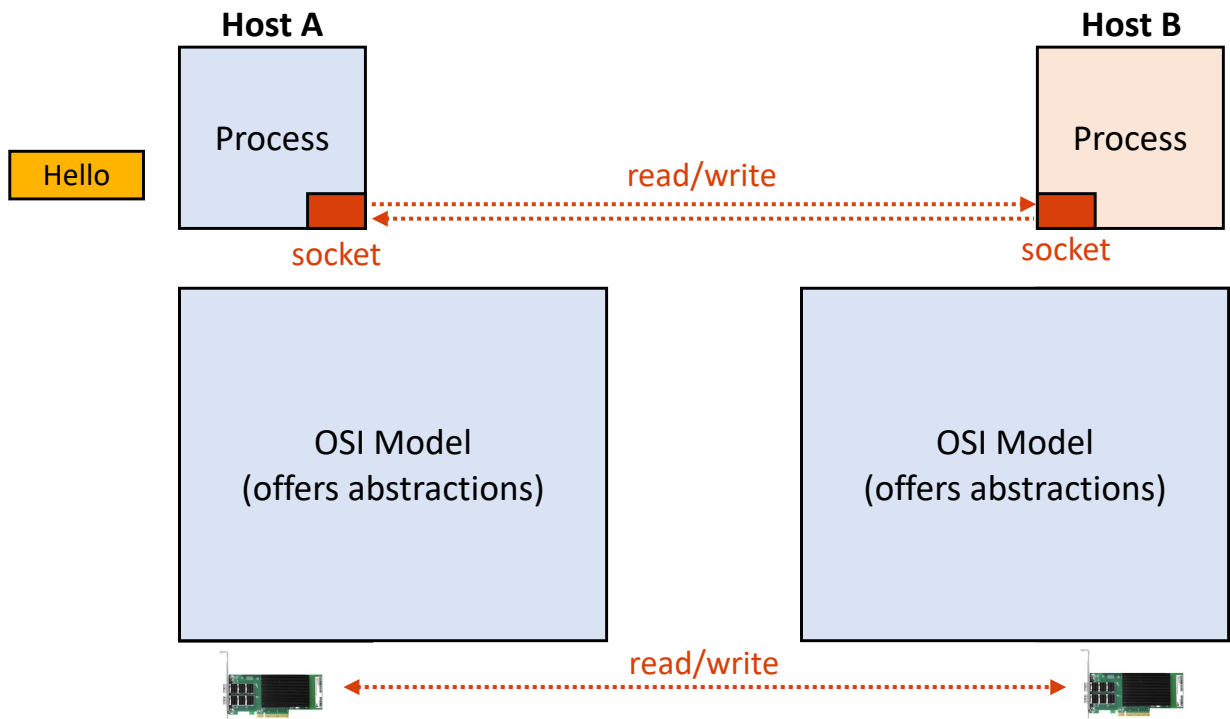 Host A
Host B
Process
Process
Hello
read/write
socket
socket
OSI Model
(offers abstractions)
OSI Model
(offers abstractions)
read/write